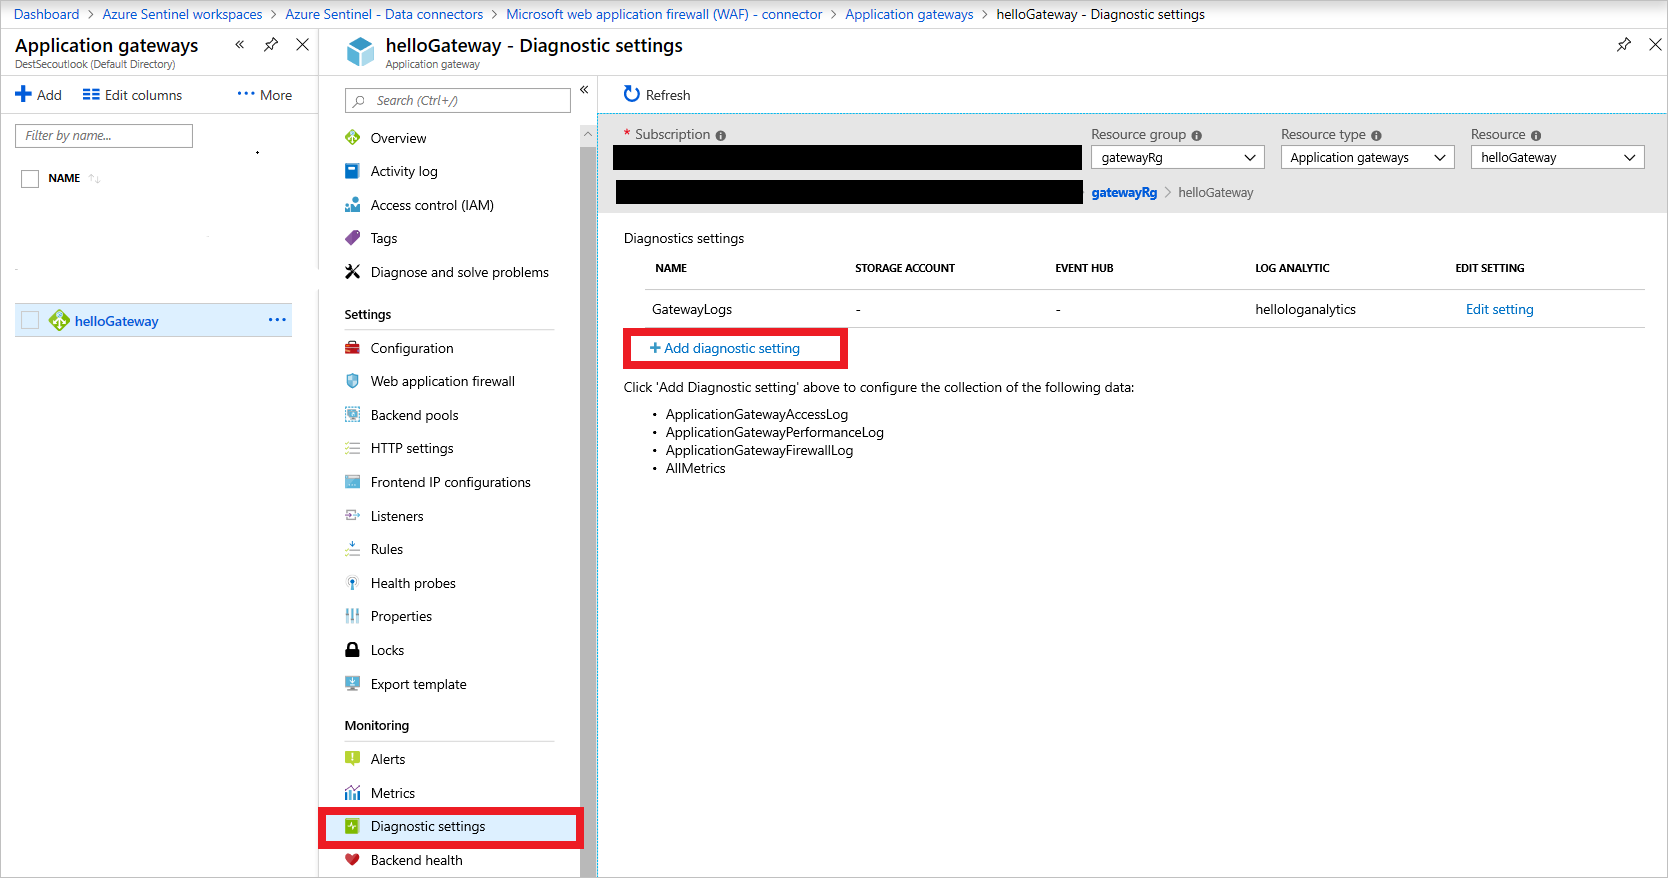 Dashboard > Azure Sentinel workspaces > Azure Sentinel - Data connectors > Microsoft web application firewall (WAF) - connector > Application gateways > helloGateway - Diagnostic settings
Application gateways
DestSecoutlook (Default Directory)
Add Edit columns More
Filter by name...
NAME
helloGateway
helloGateway - Diagnostic settings
Application gateway
Search (Ctrl+/)
Overview
Activity log
Access control (IAM)
Tags
Diagnose and solve problems
Settings
Configuration
Web application firewall
Backend pools
HTTP settings
Frontend IP configurations
Listeners
Rules
Health probes
Properties
Locks
Export template
Monitoring
Alerts
Metrics
Diagnostic settings
Backend health
Refresh
* Subscription Resource group Resource type Resource
gatewayRg Application gateways helloGateway
gatewayRg > helloGateway
Diagnostics settings
NAME STORAGE ACCOUNT EVENT HUB LOG ANALYTIC EDIT SETTING
GatewayLogs - - hellologanalytics Edit setting
+ Add diagnostic setting
Click 'Add Diagnostic setting' above to configure the collection of the following data:
• ApplicationGatewayAccessLog
• ApplicationGatewayPerformanceLog
• ApplicationGatewayFirewallLog
• AllMetrics